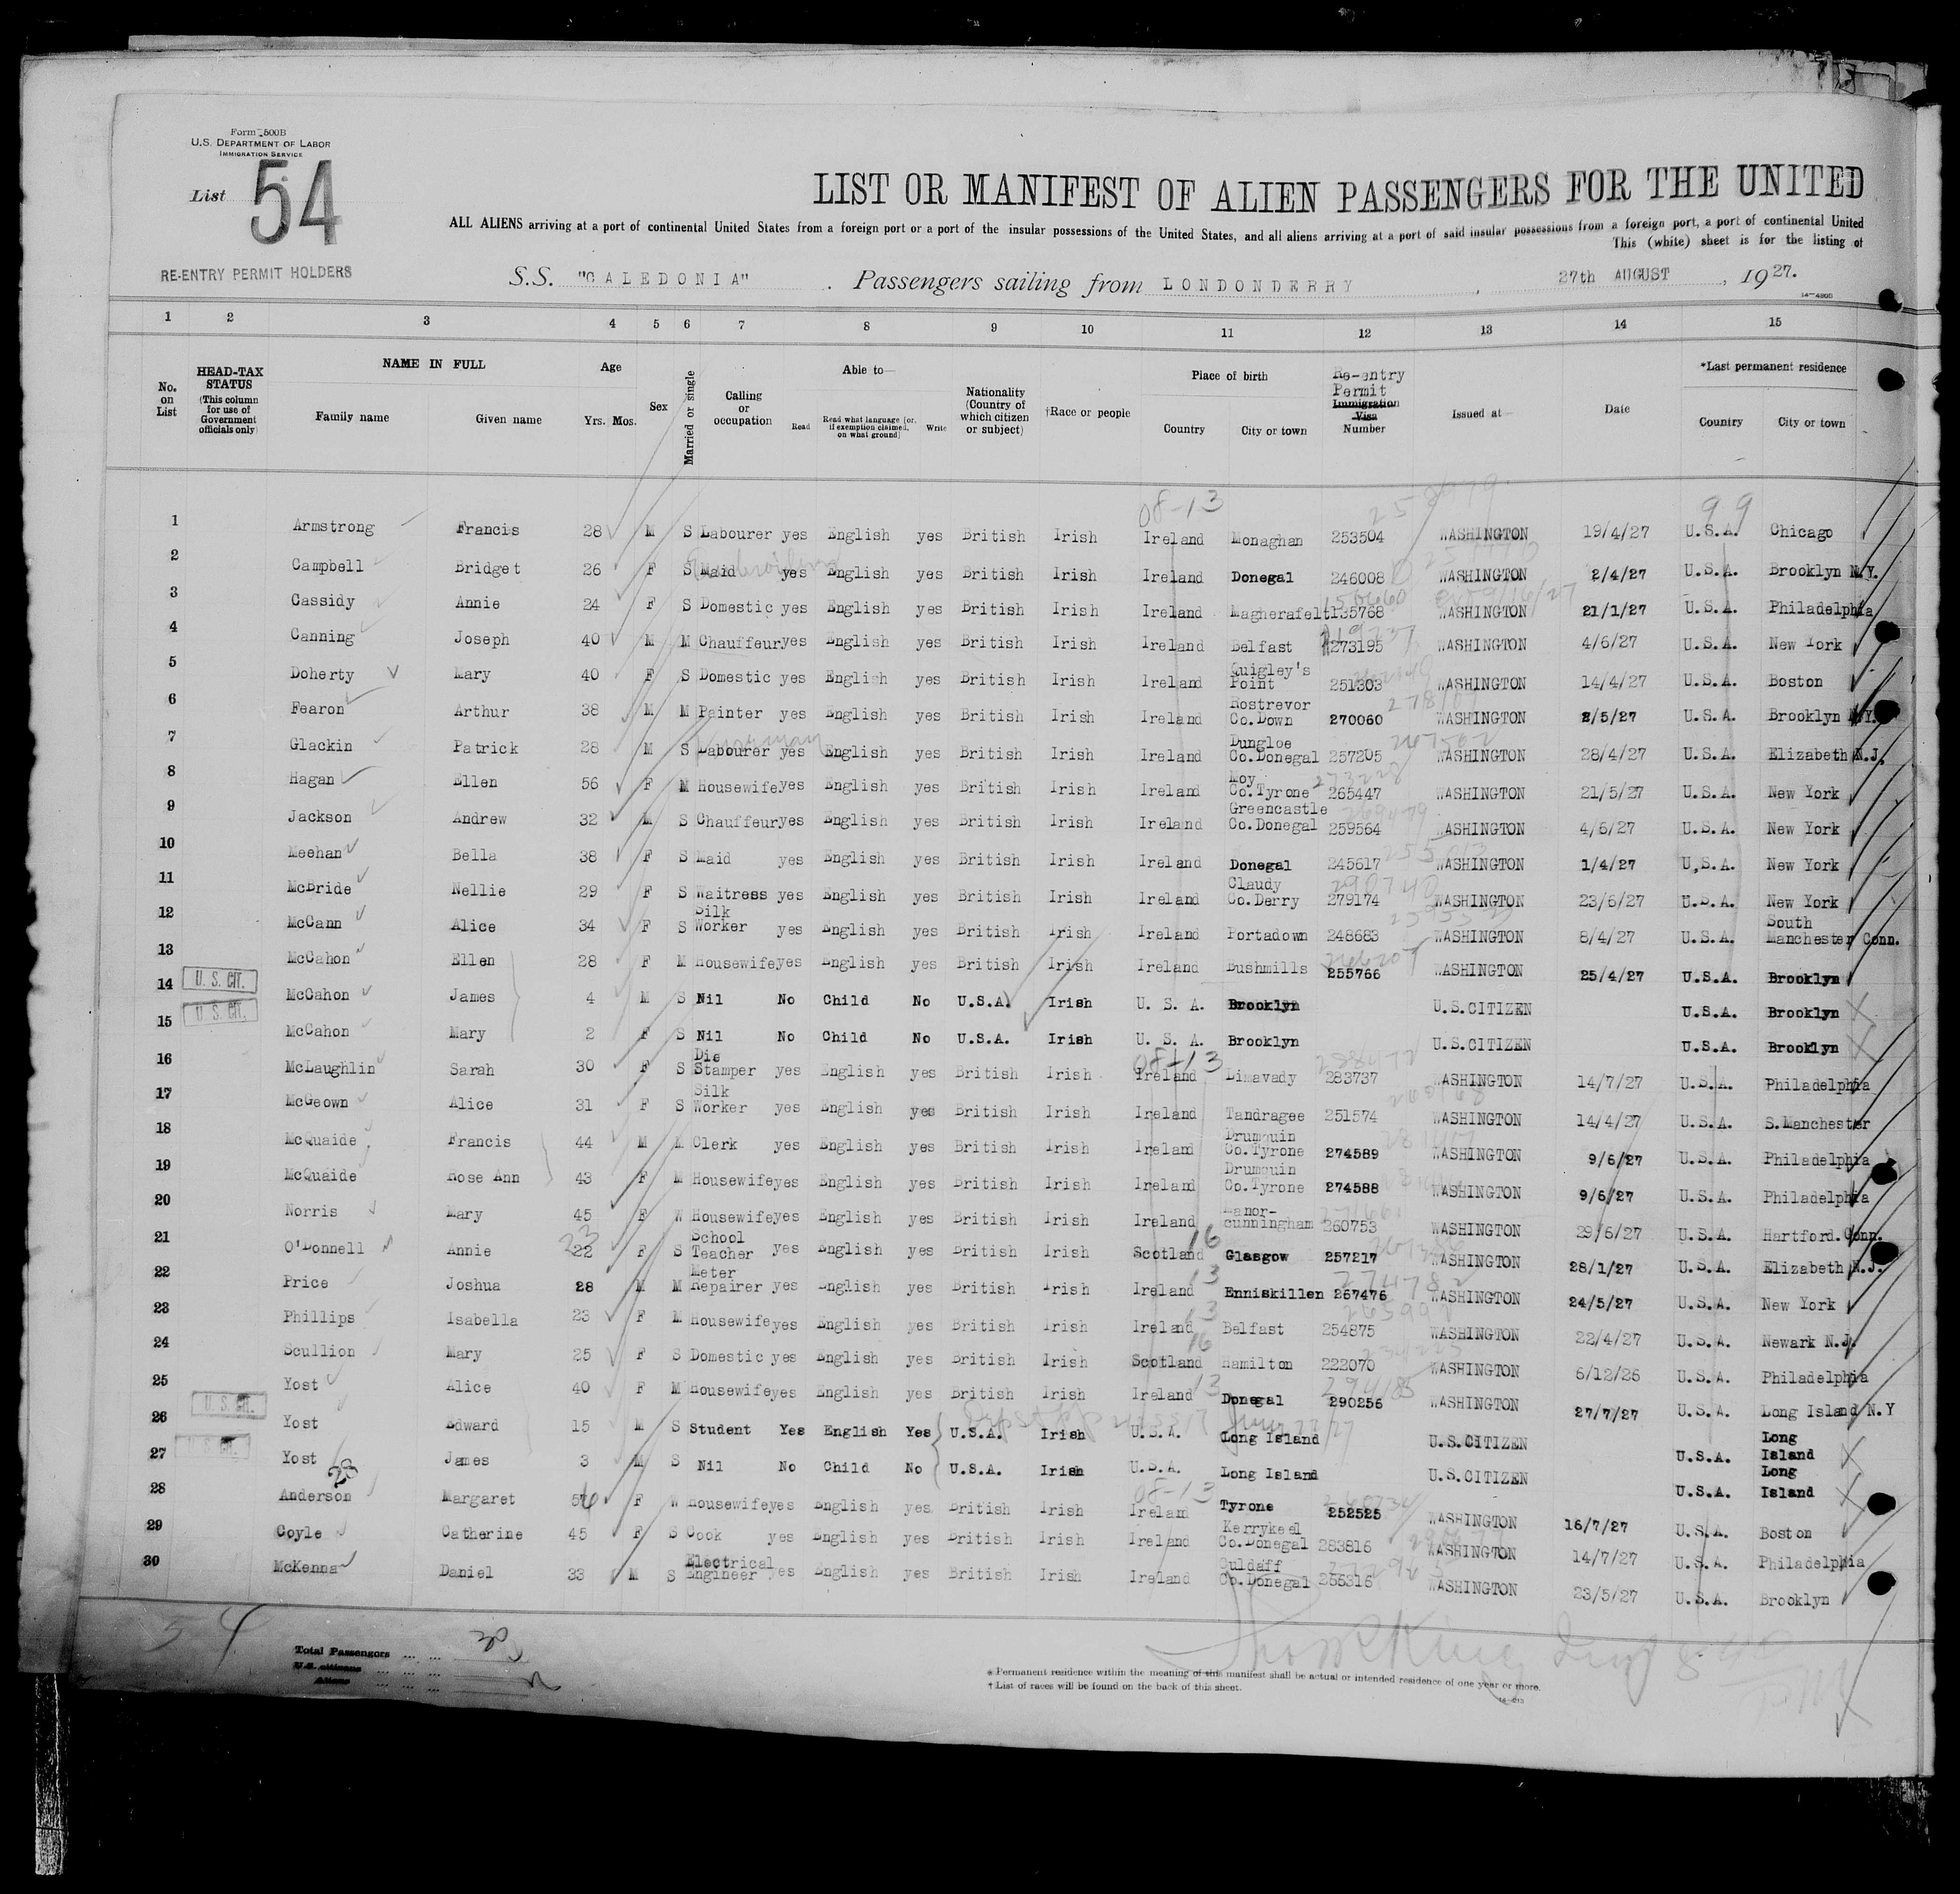 Form 500B
U.S. DEPARTMENT OF LABOR
IMMIGRATION SERVICE
List 54
LIST OR MANIFEST OF ALIEN PASSENGERS FOR THE UNITED
ALL ALIENS arriving at a port of continental United States from a foreign port or a port of the insular possessions of the United States, and all aliens arriving at a port of said insular possessions from a foreign port, a port of continental United
This (white) sheet is for the listing of
RE-ENTRY PERMIT HOLDERS
S.S. "CALEDONIA" . Passengers sailing from LONDONDERRY , 27th AUGUST , 1927.
14-4800
1 2 3 4 5 6 7 8 9 10 11 12 13 14 15
No. on List
HEAD-TAX STATUS (This column for use of Government officials only)
NAME IN FULL
Family name Given name
Age
Yrs. Mos.
Sex
Married or single
Calling or occupation
Able to—
Read Read what language (or, if exemption claimed, on what ground) Write
Nationality (Country of which citizen or subject)
†Race or people
Place of birth
Country City or town
Re-entry Permit Immigration Visa Number
Issued at—
Date
*Last permanent residence
Country City or town
08-13 99
1 Armstrong Francis 28 M S Labourer yes English yes British Irish Ireland Monaghan 253504 WASHINGTON 19/4/27 U.S.A. Chicago
2 Campbell Bridget 26 F S Maid yes English yes British Irish Ireland Donegal 246008 WASHINGTON 2/4/27 U.S.A. Brooklyn N.Y.
3 Cassidy Annie 24 F S Domestic yes English yes British Irish Ireland Magherafelt 135768 WASHINGTON 21/1/27 U.S.A. Philadelphia
4 Canning Joseph 40 M M Chauffeur yes English yes British Irish Ireland Belfast 273195 WASHINGTON 4/6/27 U.S.A. New York
5 Doherty Mary 40 F S Domestic yes English yes British Irish Ireland Quigley's Point 251303 WASHINGTON 14/4/27 U.S.A. Boston
6 Fearon Arthur 38 M M Painter yes English yes British Irish Ireland Rostrevor Co.Down 270060 WASHINGTON 2/5/27 U.S.A. Brooklyn N.Y.
7 Glackin Patrick 28 M S Labourer yes English yes British Irish Ireland Dungloe Co.Donegal 257205 WASHINGTON 28/4/27 U.S.A. Elizabeth N.J.
8 Hagan Ellen 56 F M Housewife yes English yes British Irish Ireland Moy Co.Tyrone 265447 WASHINGTON 21/5/27 U.S.A. New York
9 Jackson Andrew 32 M S Chauffeur yes English yes British Irish Ireland Greencastle Co.Donegal 259564 WASHINGTON 4/6/27 U.S.A. New York
10 Meehan Bella 38 F S Maid yes English yes British Irish Ireland Donegal 245617 WASHINGTON 1/4/27 U.S.A. New York
11 McBride Nellie 29 F S Waitress yes English yes British Irish Ireland Claudy Co.Derry 279174 WASHINGTON 23/6/27 U.S.A. New York
12 McCann Alice 34 F S Silk Worker yes English yes British Irish Ireland Portadown 248683 WASHINGTON 8/4/27 U.S.A. South Manchester Conn.
13 McCahon Ellen 28 F M Housewife yes English yes British Irish Ireland Bushmills 255766 WASHINGTON 25/4/27 U.S.A. Brooklyn
14 U.S. CIT. McCahon James 4 M S Nil No Child No U.S.A. Irish U.S.A. Brooklyn U.S.CITIZEN U.S.A. Brooklyn
15 U.S. CIT. McCahon Mary 2 F S Nil No Child No U.S.A. Irish U.S.A. Brooklyn U.S.CITIZEN U.S.A. Brooklyn
08-13
16 McLaughlin Sarah 30 F S Die Stamper yes English yes British Irish Ireland Limavady 283737 WASHINGTON 14/7/27 U.S.A. Philadelphia
17 McGeown Alice 31 F S Silk Worker yes English yes British Irish Ireland Tandragee 251574 WASHINGTON 14/4/27 U.S.A. S.Manchester
18 McQuaide Francis 44 M M Clerk yes English yes British Irish Ireland Drumquin Co.Tyrone 274589 WASHINGTON 9/6/27 U.S.A. Philadelphia
19 McQuaide Rose Ann 43 F M Housewife yes English yes British Irish Ireland Drumquin Co.Tyrone 274588 WASHINGTON 9/6/27 U.S.A. Philadelphia
20 Norris Mary 45 F W Housewife yes English yes British Irish Ireland Manor-cunningham 260753 WASHINGTON 29/6/27 U.S.A. Hartford.Conn.
21 O'Donnell Annie 22 23 F S School Teacher yes English yes British Irish Scotland 16 Glasgow 257217 WASHINGTON 28/1/27 U.S.A. Elizabeth N.J.
22 Price Joshua 28 M M Meter Repairer yes English yes British Irish Ireland 13 Enniskillen 267476 WASHINGTON 24/5/27 U.S.A. New York
23 Phillips Isabella 23 F M Housewife yes English yes British Irish Ireland 13 Belfast 254875 WASHINGTON 22/4/27 U.S.A. Newark N.J.
24 Scullion Mary 25 F S Domestic yes English yes British Irish Scotland 16 Hamilton 222070 WASHINGTON 6/12/26 U.S.A. Philadelphia
25 Yost Alice 40 F M Housewife yes English yes British Irish Ireland 13 Donegal 290256 WASHINGTON 27/7/27 U.S.A. Long Island N.Y
26 U.S. CIT. Yost Edward 15 M S Student Yes English Yes U.S.A. Irish U.S.A. Long Island U.S.CITIZEN U.S.A. Long Island
27 U.S. CIT. Yost James 3 M S Nil No Child No U.S.A. Irish U.S.A. Long Island U.S.CITIZEN U.S.A. Long Island
08-13
28 Anderson Margaret 56 F W Housewife yes English yes British Irish Ireland Tyrone 252525 WASHINGTON 16/7/27 U.S.A. Boston
29 Coyle Catherine 45 F S Cook yes English yes British Irish Ireland Kerrykeel Co.Donegal 283816 WASHINGTON 14/7/27 U.S.A. Philadelphia
30 McKenna Daniel 33 M S Electrical Engineer yes English yes British Irish Ireland Culdaff Co.Donegal 266316 WASHINGTON 23/5/27 U.S.A. Brooklyn
54
Total Passengers ... ...
U.S. citizens ... ... ...
Aliens ... ... ...
* Permanent residence within the meaning of this manifest shall be actual or intended residence of one year or more.
† List of races will be found on the back of this sheet.